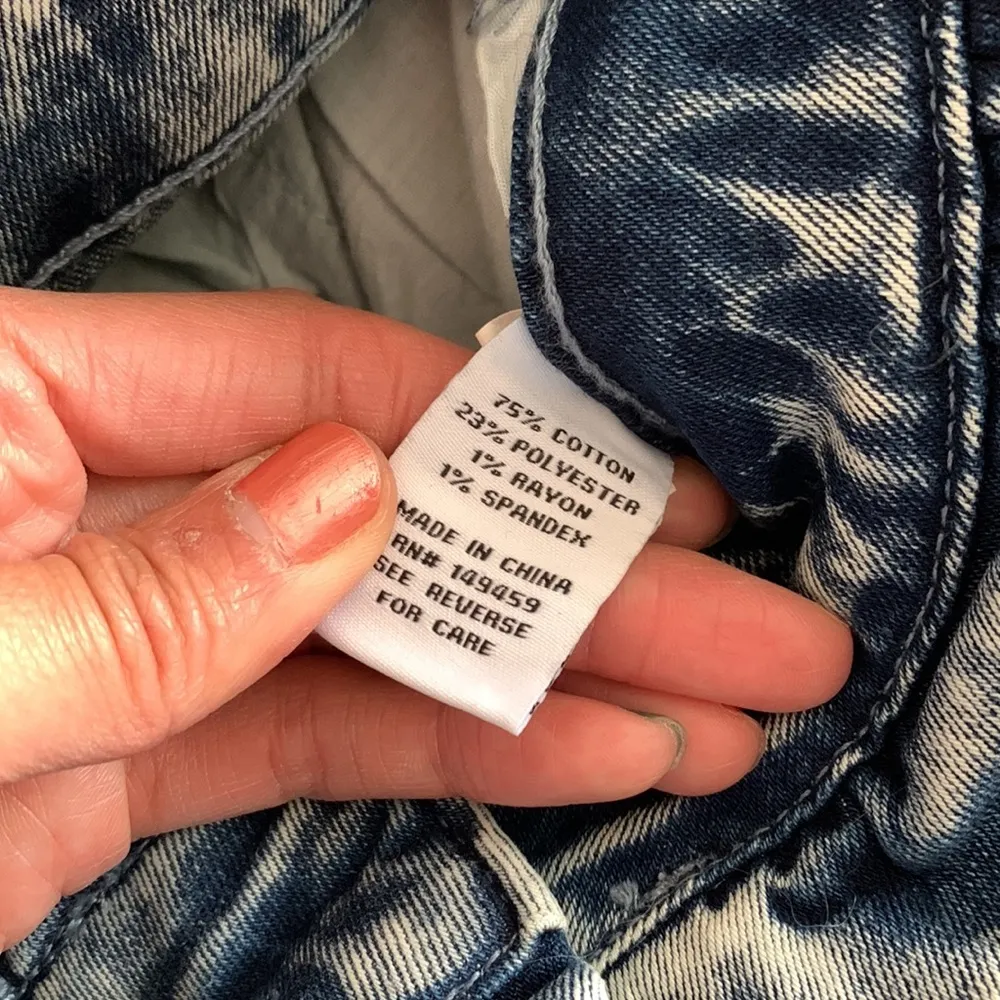 75% COTTON
23% POLYESTER
1% RAYON
1% SPANDEX
MADE IN CHINA
RN# 149459
SEE REVERSE
FOR CARE